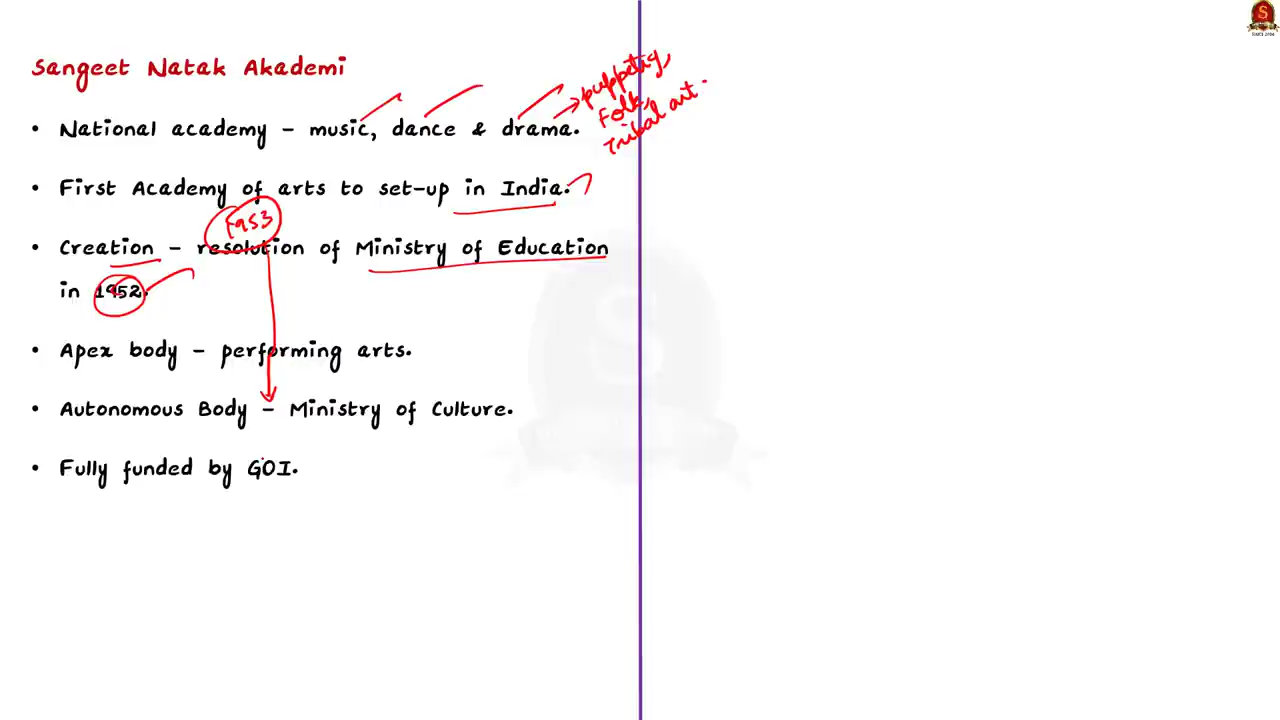 Sangeet Natak Akademi
• National academy – music, dance & drama.
puppetry,
Folk,
Tribal art.
• First Academy of arts to set-up in India.
1953
• Creation – resolution of Ministry of Education
in 1952.
• Apex body – performing arts.
• Autonomous Body – Ministry of Culture.
• Fully funded by GOI.
S